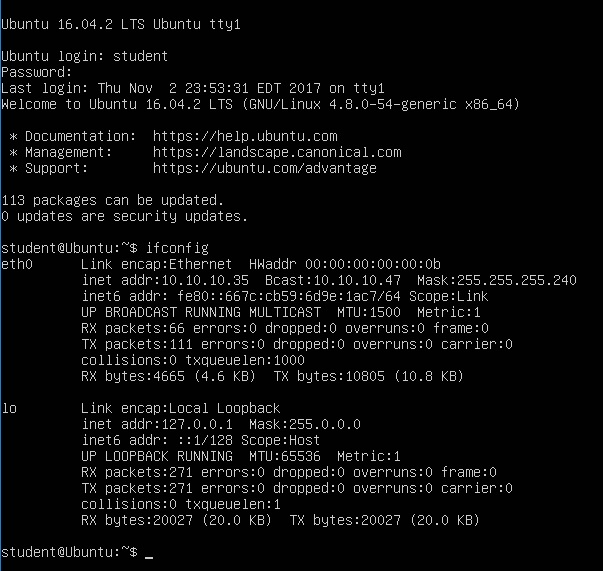 Ubuntu 16.04.2 LTS Ubuntu tty1
Ubuntu login: student
Password:
Last login: Thu Nov  2 23:53:31 EDT 2017 on tty1
Welcome to Ubuntu 16.04.2 LTS (GNU/Linux 4.8.0-54-generic x86_64)
 * Documentation:  https://help.ubuntu.com
 * Management:     https://landscape.canonical.com
 * Support:        https://ubuntu.com/advantage
113 packages can be updated.
0 updates are security updates.
student@Ubuntu:~$ ifconfig
eth0      Link encap:Ethernet  HWaddr 00:00:00:00:00:0b
          inet addr:10.10.10.35  Bcast:10.10.10.47  Mask:255.255.255.240
          inet6 addr: fe80::667c:cb59:6d9e:1ac7/64 Scope:Link
          UP BROADCAST RUNNING MULTICAST  MTU:1500  Metric:1
          RX packets:66 errors:0 dropped:0 overruns:0 frame:0
          TX packets:111 errors:0 dropped:0 overruns:0 carrier:0
          collisions:0 txqueuelen:1000
          RX bytes:4665 (4.6 KB)  TX bytes:10805 (10.8 KB)
lo        Link encap:Local Loopback
          inet addr:127.0.0.1  Mask:255.0.0.0
          inet6 addr: ::1/128 Scope:Host
          UP LOOPBACK RUNNING  MTU:65536  Metric:1
          RX packets:271 errors:0 dropped:0 overruns:0 frame:0
          TX packets:271 errors:0 dropped:0 overruns:0 carrier:0
          collisions:0 txqueuelen:1
          RX bytes:20027 (20.0 KB)  TX bytes:20027 (20.0 KB)
student@Ubuntu:~$ _